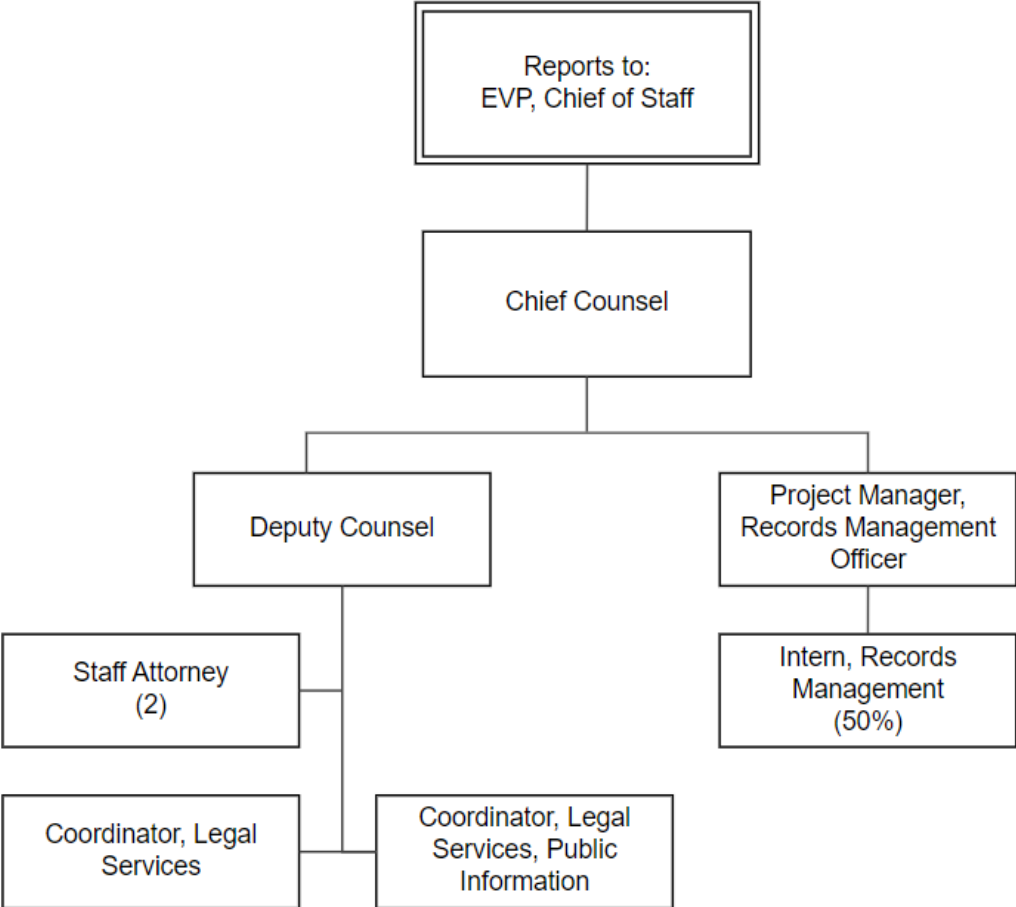 Reports to:
EVP, Chief of Staff
Chief Counsel
Deputy Counsel
Project Manager,
Records Management
Officer
Staff Attorney
(2)
Intern, Records
Management
(50%)
Coordinator, Legal
Services
Coordinator, Legal
Services, Public
Information